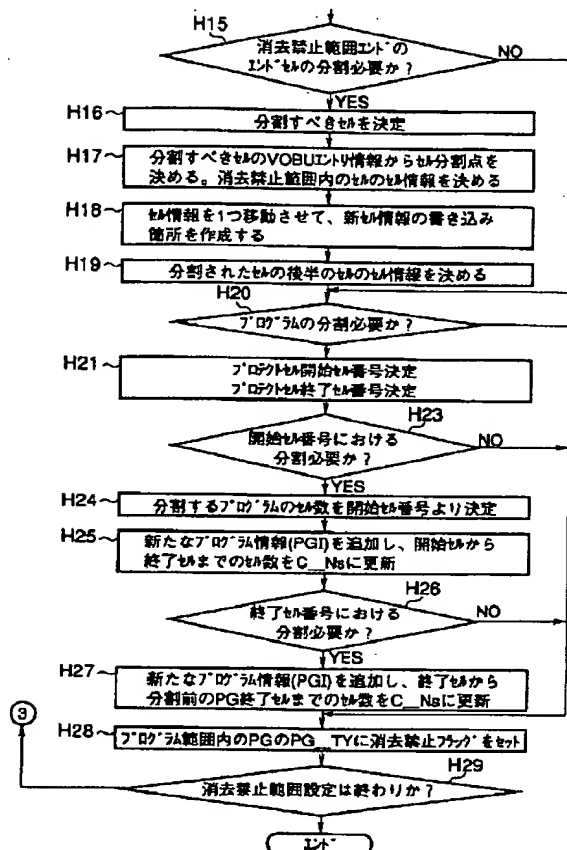 H15
消去禁止範囲エンドの
エンドセルの分割必要か？
NO
YES
H16
分割すべきセルを決定
H17
分割すべきセルのVOBUエントリ情報からセル分割点を
決める。消去禁止範囲内のセルのセル情報を決める
H18
セル情報を1つ移動させて、新セル情報の書き込み
箇所を作成する
H19
分割されたセルの後半のセルのセル情報を決める
H20
プログラムの分割必要か？
H21
プロテクトセル開始セル番号決定
プロテクトセル終了セル番号決定
H23
開始セル番号における
分割必要か？
NO
YES
H24
分割するプログラムのセル数を開始セル番号より決定
H25
新たなプログラム情報(PGI)を追加し、開始セルから
終了セルまでのセル数をC__Nsに更新
H26
終了セル番号における
分割必要か？
NO
YES
H27
新たなプログラム情報(PGI)を追加し、終了セルから
分割前のPG終了セルまでのセル数をC__Nsに更新
3
H28
プログラム範囲内のPGのPG__TYに消去禁止フラッグをセット
H29
消去禁止範囲設定は終わりか？
エンド